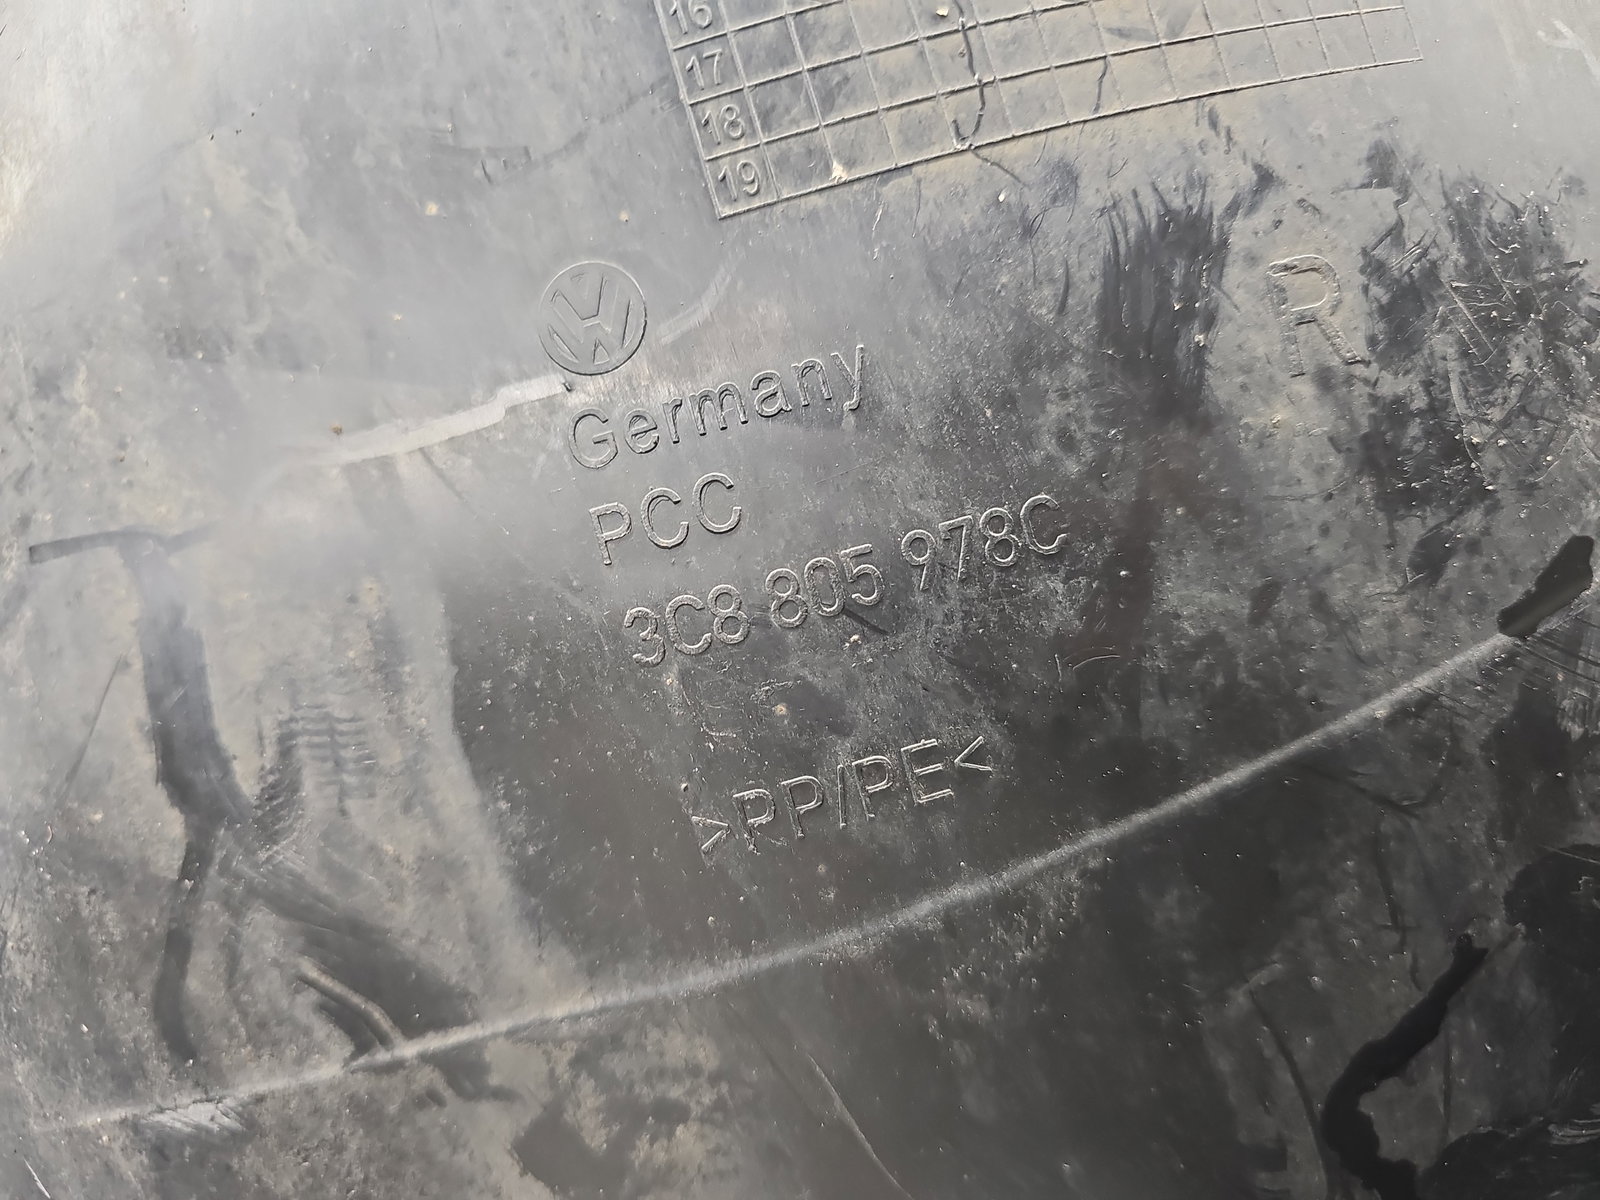 16
17
18
19
R
Germany
PCC
3C8 805 978C
>PP/PE<